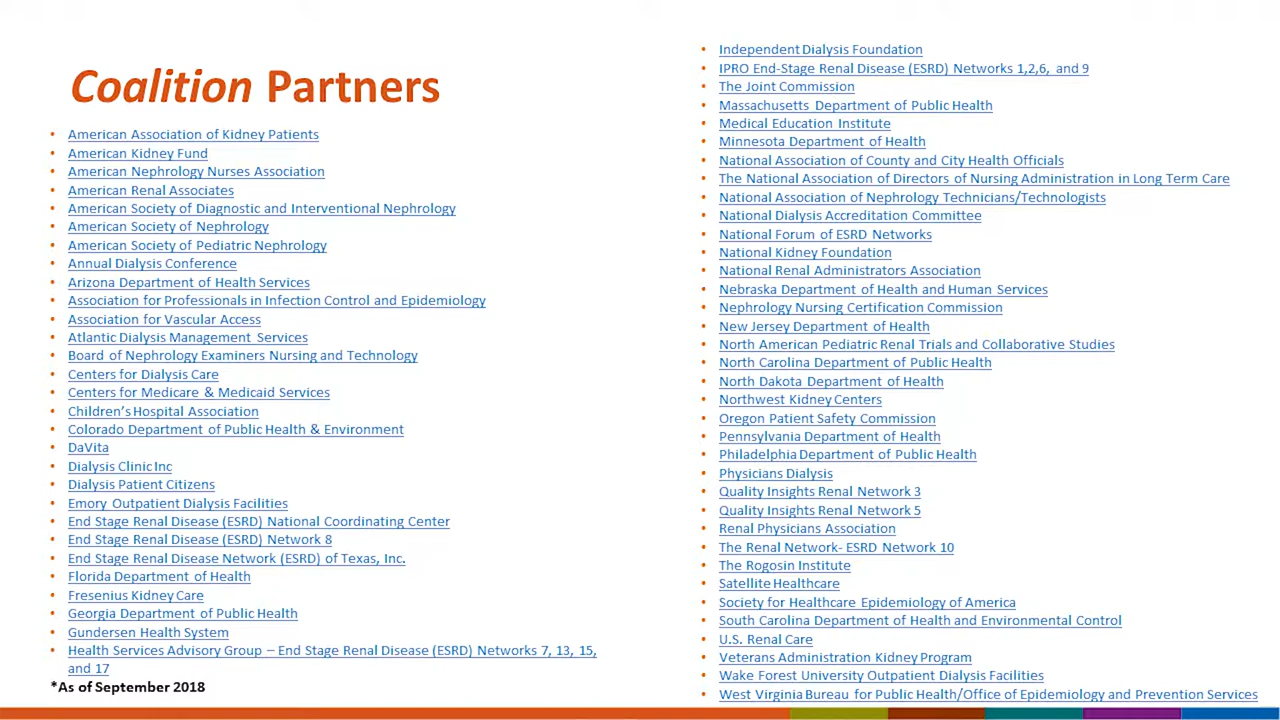 Coalition Partners
• American Association of Kidney Patients
• American Kidney Fund
• American Nephrology Nurses Association
• American Renal Associates
• American Society of Diagnostic and Interventional Nephrology
• American Society of Nephrology
• American Society of Pediatric Nephrology
• Annual Dialysis Conference
• Arizona Department of Health Services
• Association for Professionals in Infection Control and Epidemiology
• Association for Vascular Access
• Atlantic Dialysis Management Services
• Board of Nephrology Examiners Nursing and Technology
• Centers for Dialysis Care
• Centers for Medicare & Medicaid Services
• Children's Hospital Association
• Colorado Department of Public Health & Environment
• DaVita
• Dialysis Clinic Inc
• Dialysis Patient Citizens
• Emory Outpatient Dialysis Facilities
• End Stage Renal Disease (ESRD) National Coordinating Center
• End Stage Renal Disease (ESRD) Network 8
• End Stage Renal Disease Network (ESRD) of Texas, Inc.
• Florida Department of Health
• Fresenius Kidney Care
• Georgia Department of Public Health
• Gundersen Health System
• Health Services Advisory Group – End Stage Renal Disease (ESRD) Networks 7, 13, 15,
and 17
*As of September 2018
• Independent Dialysis Foundation
• IPRO End-Stage Renal Disease (ESRD) Networks 1,2,6, and 9
• The Joint Commission
• Massachusetts Department of Public Health
• Medical Education Institute
• Minnesota Department of Health
• National Association of County and City Health Officials
• The National Association of Directors of Nursing Administration in Long Term Care
• National Association of Nephrology Technicians/Technologists
• National Dialysis Accreditation Committee
• National Forum of ESRD Networks
• National Kidney Foundation
• National Renal Administrators Association
• Nebraska Department of Health and Human Services
• Nephrology Nursing Certification Commission
• New Jersey Department of Health
• North American Pediatric Renal Trials and Collaborative Studies
• North Carolina Department of Public Health
• North Dakota Department of Health
• Northwest Kidney Centers
• Oregon Patient Safety Commission
• Pennsylvania Department of Health
• Philadelphia Department of Public Health
• Physicians Dialysis
• Quality Insights Renal Network 3
• Quality Insights Renal Network 5
• Renal Physicians Association
• The Renal Network- ESRD Network 10
• The Rogosin Institute
• Satellite Healthcare
• Society for Healthcare Epidemiology of America
• South Carolina Department of Health and Environmental Control
• U.S. Renal Care
• Veterans Administration Kidney Program
• Wake Forest University Outpatient Dialysis Facilities
• West Virginia Bureau for Public Health/Office of Epidemiology and Prevention Services